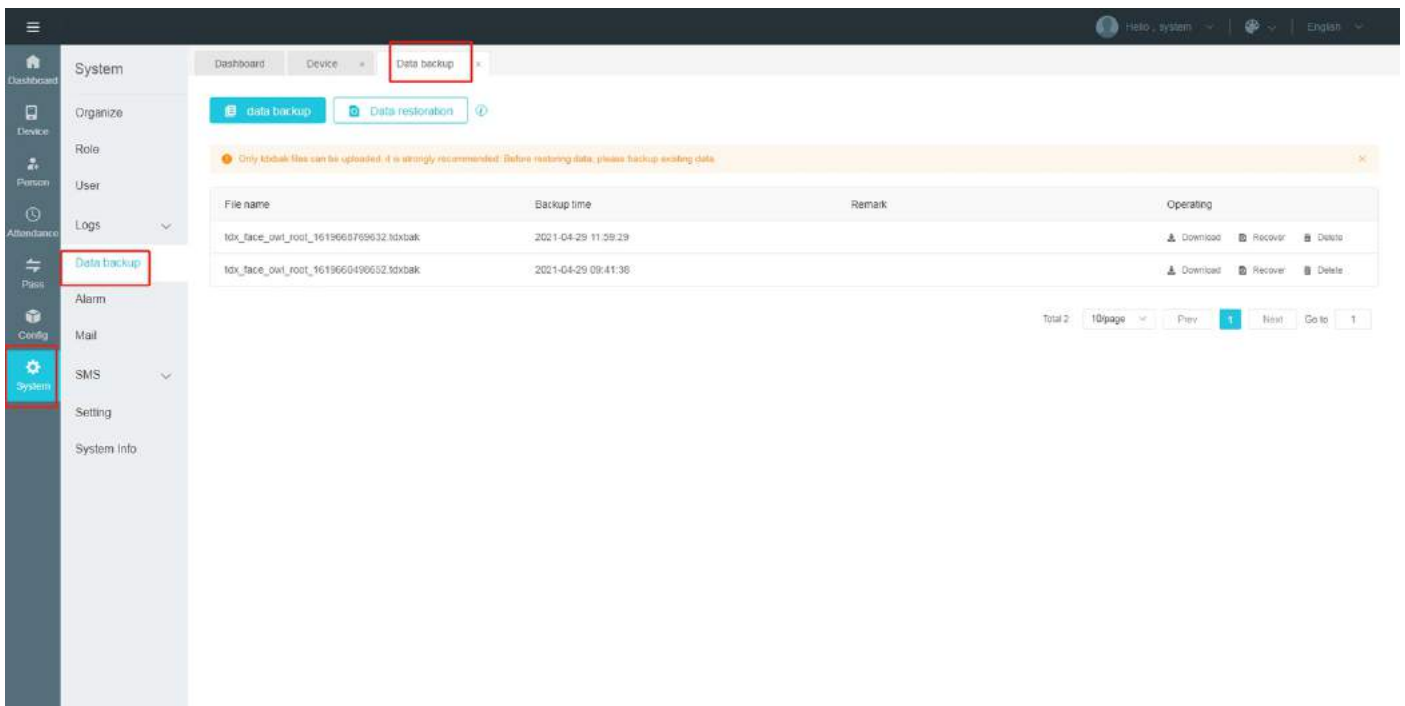 Hello , system
English
Dashboard
Device
Person
Attendance
Pass
Config
System
System
Organize
Role
User
Logs
Data backup
Alarm
Mail
SMS
Setting
System Info
Dashboard Device × Data backup ×
data backup Data restoration
Only tdxbak files can be uploaded, it is strongly recommended: Before restoring data, please backup existing data.
File name Backup time Remark Operating
2021-04-29 11:59:29 Download Recover Delete
2021-04-29 09:41:38 Download Recover Delete
Total 2 10/page Prev 1 Next Go to 1